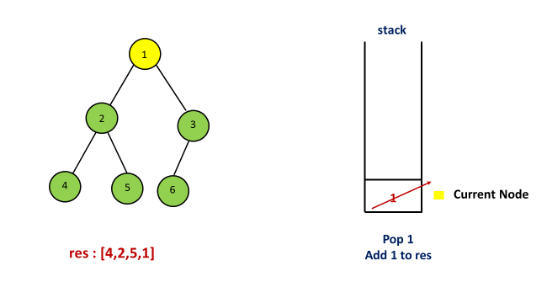 stack
1
2
3
4
5
6
1
Current Node
res : [4,2,5,1]
Pop 1
Add 1 to res